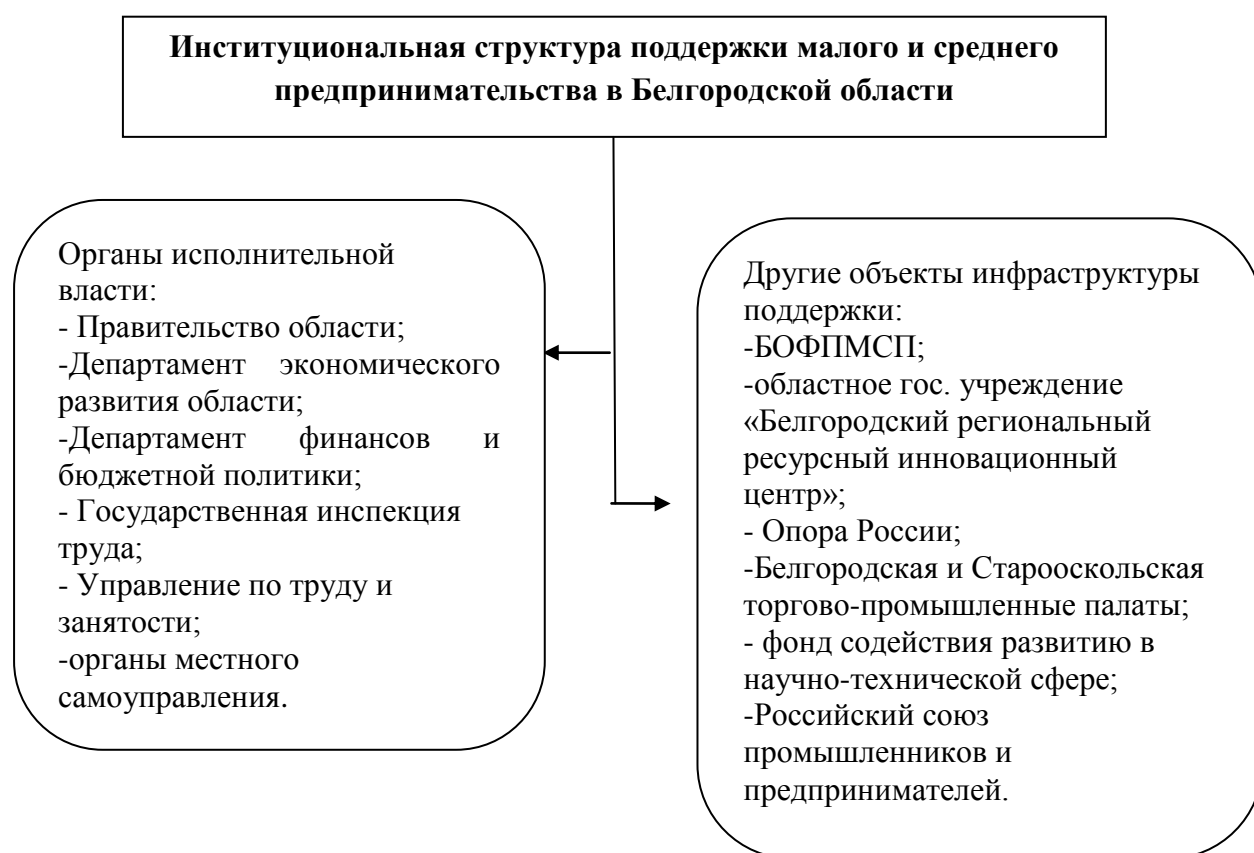 Институциональная структура поддержки малого и среднего
предпринимательства в Белгородской области
Органы исполнительной
власти:
- Правительство области;
-Департамент экономического
развития области;
-Департамент финансов и
бюджетной политики;
- Государственная инспекция
труда;
- Управление по труду и
занятости;
-органы местного
самоуправления.
Другие объекты инфраструктуры
поддержки:
-БОФПМСП;
-областное гос. учреждение
«Белгородский региональный
ресурсный инновационный
центр»;
- Опора России;
-Белгородская и Старооскольская
торгово-промышленные палаты;
- фонд содействия развитию в
научно-технической сфере;
-Российский союз
промышленников и
предпринимателей.